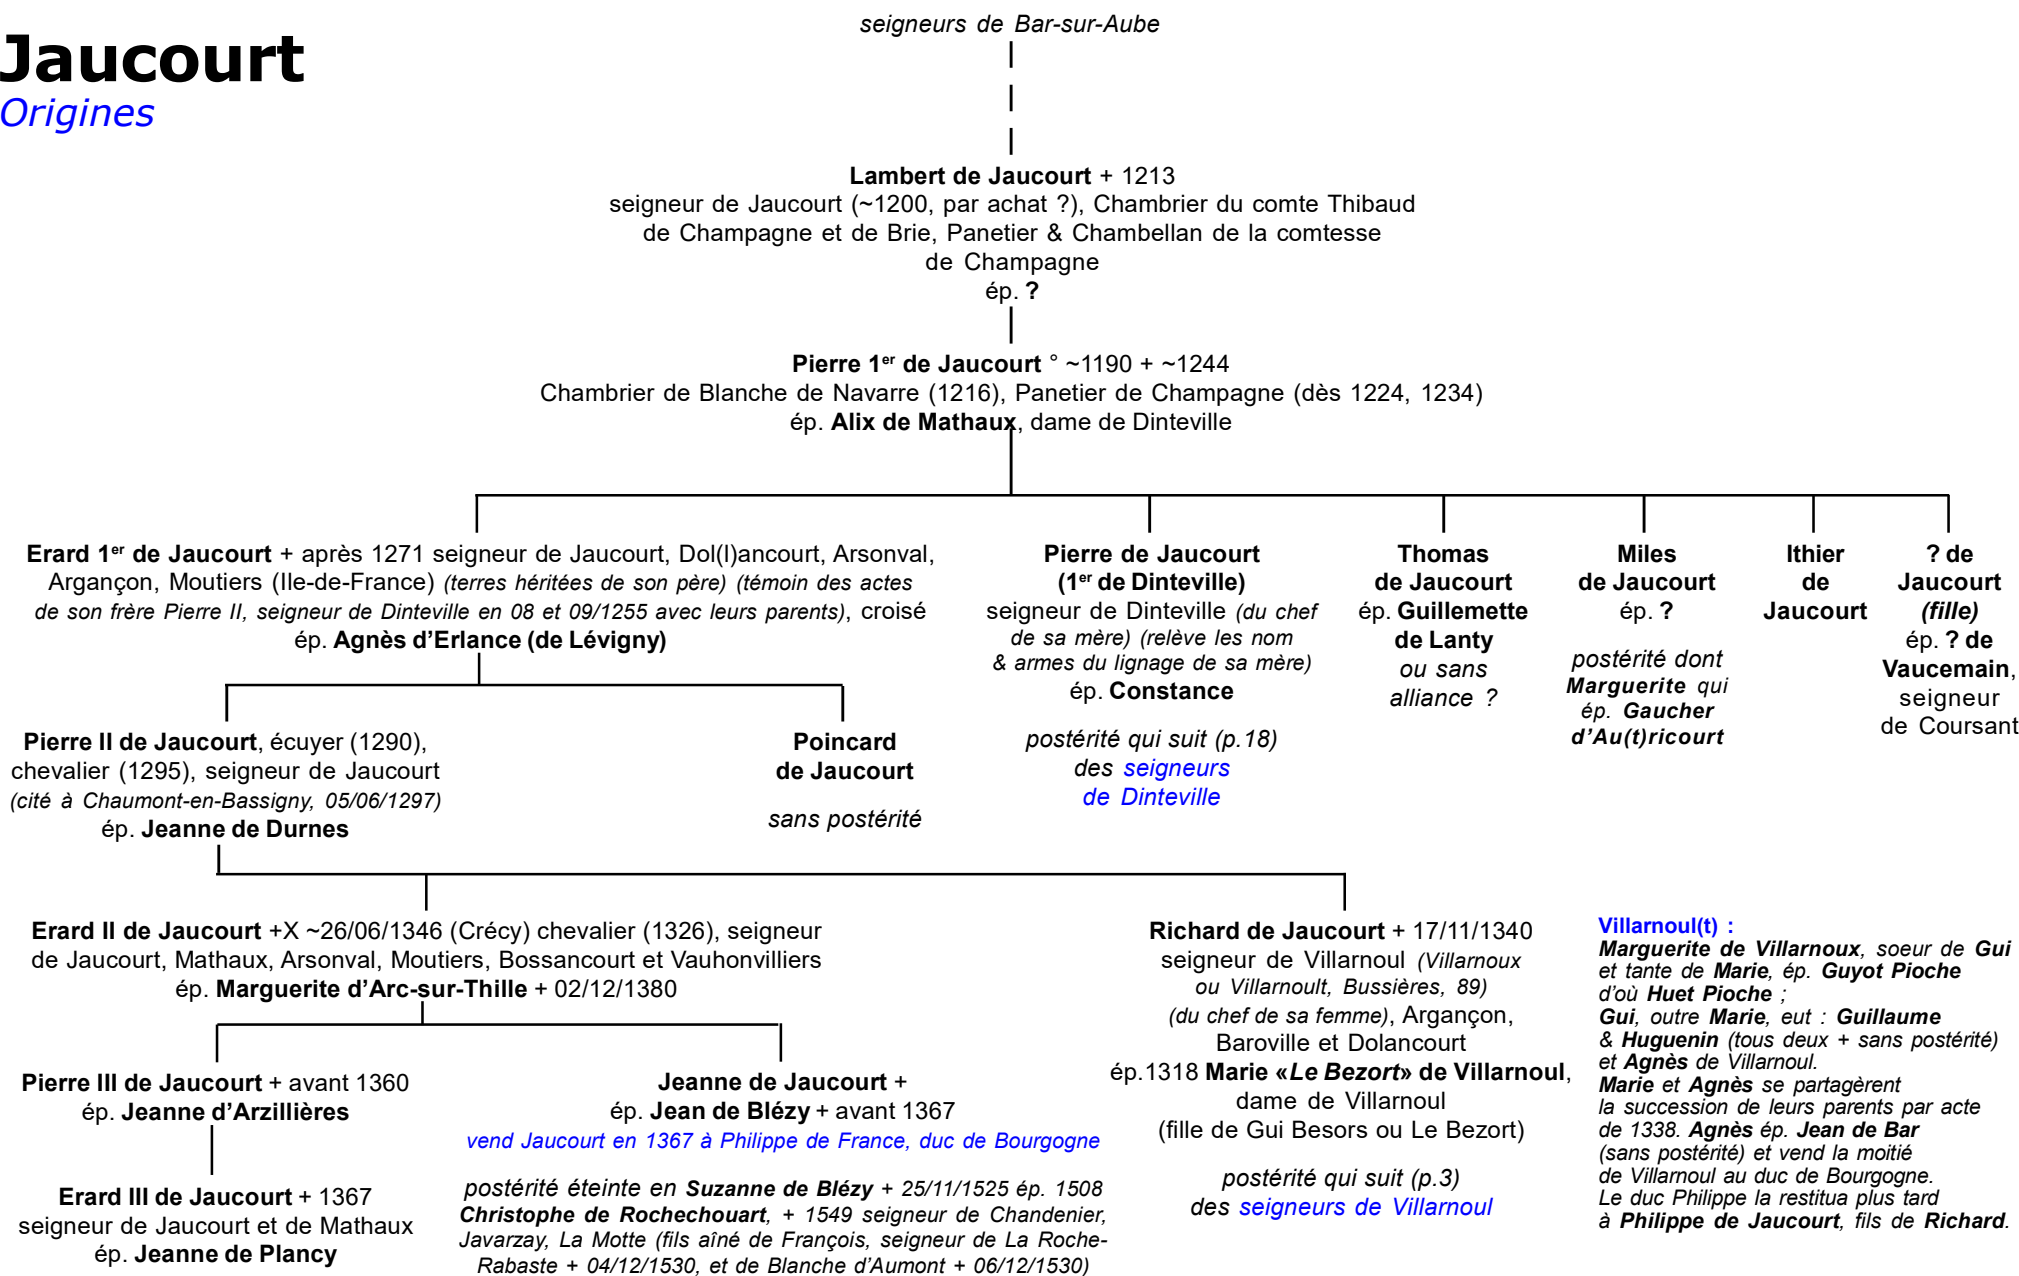 Jaucourt
Origines
seigneurs de Bar-sur-Aube
Lambert de Jaucourt + 1213
seigneur de Jaucourt (~1200, par achat ?), Chambrier du comte Thibaud
de Champagne et de Brie, Panetier & Chambellan de la comtesse
de Champagne
ép. ?
Pierre 1er de Jaucourt ° ~1190 + ~1244
Chambrier de Blanche de Navarre (1216), Panetier de Champagne (dès 1224, 1234)
ép. Alix de Mathaux, dame de Dinteville
Erard 1er de Jaucourt + après 1271 seigneur de Jaucourt, Dol(l)ancourt, Arsonval,
Argançon, Moutiers (Ile-de-France) (terres héritées de son père) (témoin des actes
de son frère Pierre II, seigneur de Dinteville en 08 et 09/1255 avec leurs parents), croisé
ép. Agnès d'Erlance (de Lévigny)
Pierre de Jaucourt
(1er de Dinteville)
seigneur de Dinteville (du chef
de sa mère) (relève les nom
& armes du lignage de sa mère)
ép. Constance
postérité qui suit (p.18)
des seigneurs
de Dinteville
Thomas
de Jaucourt
ép. Guillemette
de Lanty
ou sans
alliance ?
Miles
de Jaucourt
ép. ?
postérité dont
Marguerite qui
ép. Gaucher
d'Au(t)ricourt
Ithier
de
Jaucourt
? de
Jaucourt
(fille)
ép. ? de
Vaucemain,
seigneur
de Coursant
Pierre II de Jaucourt, écuyer (1290),
chevalier (1295), seigneur de Jaucourt
(cité à Chaumont-en-Bassigny, 05/06/1297)
ép. Jeanne de Durnes
Poincard
de Jaucourt
sans postérité
Erard II de Jaucourt +X ~26/06/1346 (Crécy) chevalier (1326), seigneur
de Jaucourt, Mathaux, Arsonval, Moutiers, Bossancourt et Vauhonvilliers
ép. Marguerite d'Arc-sur-Thille + 02/12/1380
Richard de Jaucourt + 17/11/1340
seigneur de Villarnoul (Villarnoux
ou Villarnoult, Bussières, 89)
(du chef de sa femme), Argançon,
Baroville et Dolancourt
ép.1318 Marie «Le Bezort» de Villarnoul,
dame de Villarnoul
(fille de Gui Besors ou Le Bezort)
postérité qui suit (p.3)
des seigneurs de Villarnoul
Villarnoul(t) :
Marguerite de Villarnoux, soeur de Gui
et tante de Marie, ép. Guyot Pioche
d'où Huet Pioche ;
Gui, outre Marie, eut : Guillaume
& Huguenin (tous deux + sans postérité)
et Agnès de Villarnoul.
Marie et Agnès se partagèrent
la succession de leurs parents par acte
de 1338. Agnès ép. Jean de Bar
(sans postérité) et vend la moitié
de Villarnoul au duc de Bourgogne.
Le duc Philippe la restitua plus tard
à Philippe de Jaucourt, fils de Richard.
Pierre III de Jaucourt + avant 1360
ép. Jeanne d'Arzillières
Jeanne de Jaucourt +
ép. Jean de Blézy + avant 1367
vend Jaucourt en 1367 à Philippe de France, duc de Bourgogne
postérité éteinte en Suzanne de Blézy + 25/11/1525 ép. 1508
Christophe de Rochechouart, + 1549 seigneur de Chandenier,
Javarzay, La Motte (fils aîné de François, seigneur de La Roche-
Rabaste + 04/12/1530, et de Blanche d'Aumont + 06/12/1530)
Erard III de Jaucourt + 1367
seigneur de Jaucourt et de Mathaux
ép. Jeanne de Plancy